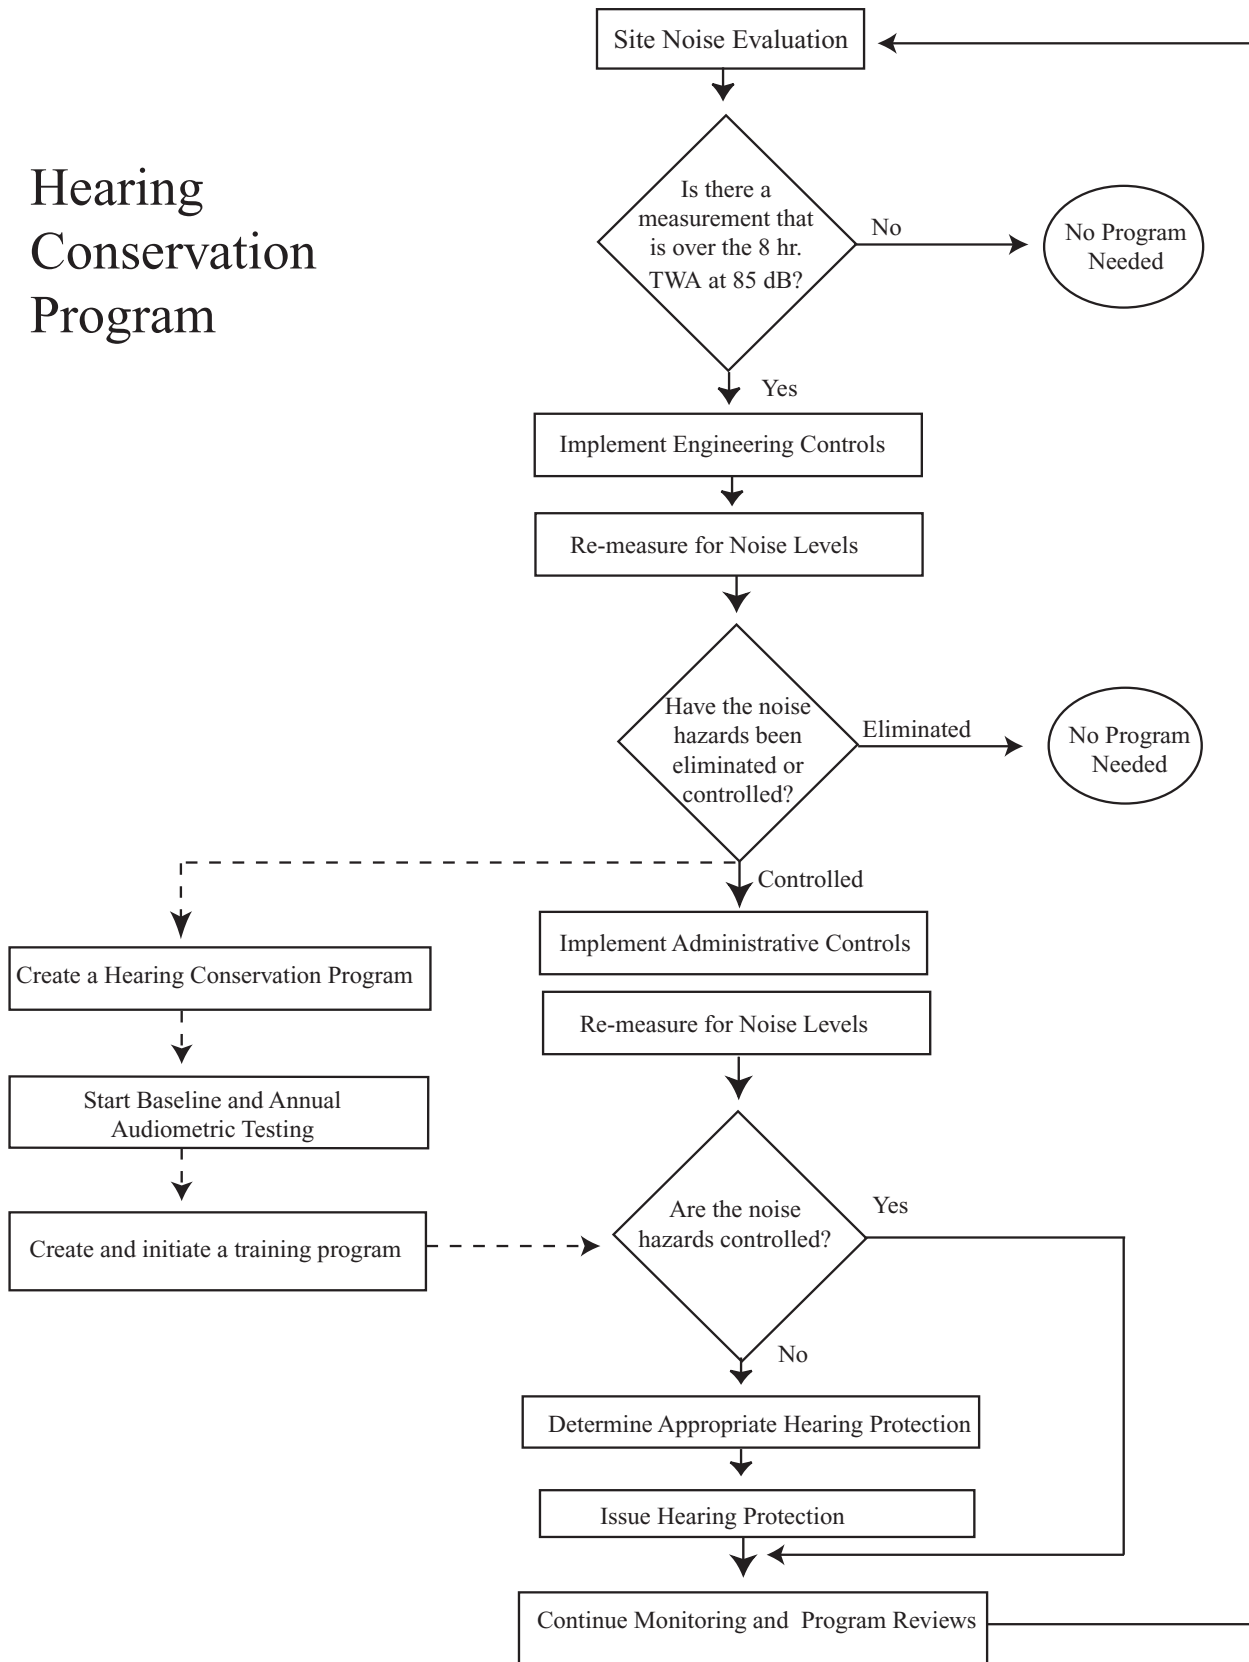 Hearing
Conservation
Program
Site Noise Evaluation
Is there a
measurement that
is over the 8 hr.
TWA at 85 dB?
No
No Program
Needed
Yes
Implement Engineering Controls
Re-measure for Noise Levels
Have the noise
hazards been
eliminated or
controlled?
Eliminated
No Program
Needed
Controlled
Implement Administrative Controls
Create a Hearing Conservation Program
Re-measure for Noise Levels
Start Baseline and Annual
Audiometric Testing
Create and initiate a training program
Are the noise
hazards controlled?
Yes
No
Determine Appropriate Hearing Protection
Issue Hearing Protection
Continue Monitoring and Program Reviews